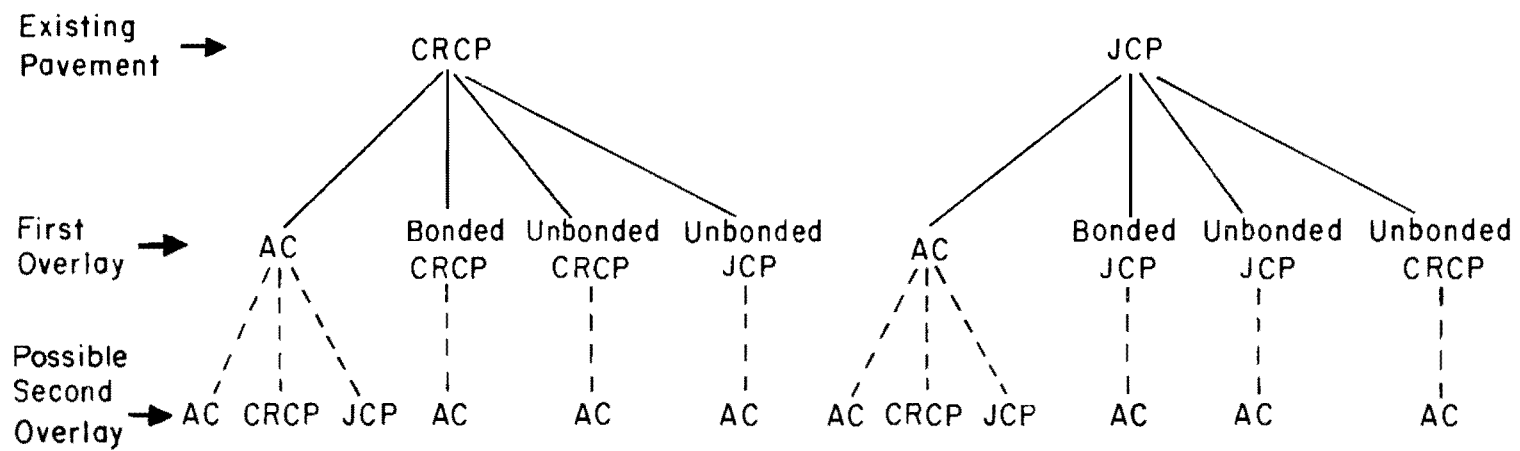 Existing
Pavement
CRCP
JCP
First
Overlay
AC
Bonded
CRCP
Unbonded
CRCP
Unbonded
JCP
AC
Bonded
JCP
Unbonded
JCP
Unbonded
CRCP
Possible
Second
Overlay
AC CRCP JCP AC AC AC AC CRCP JCP AC AC AC